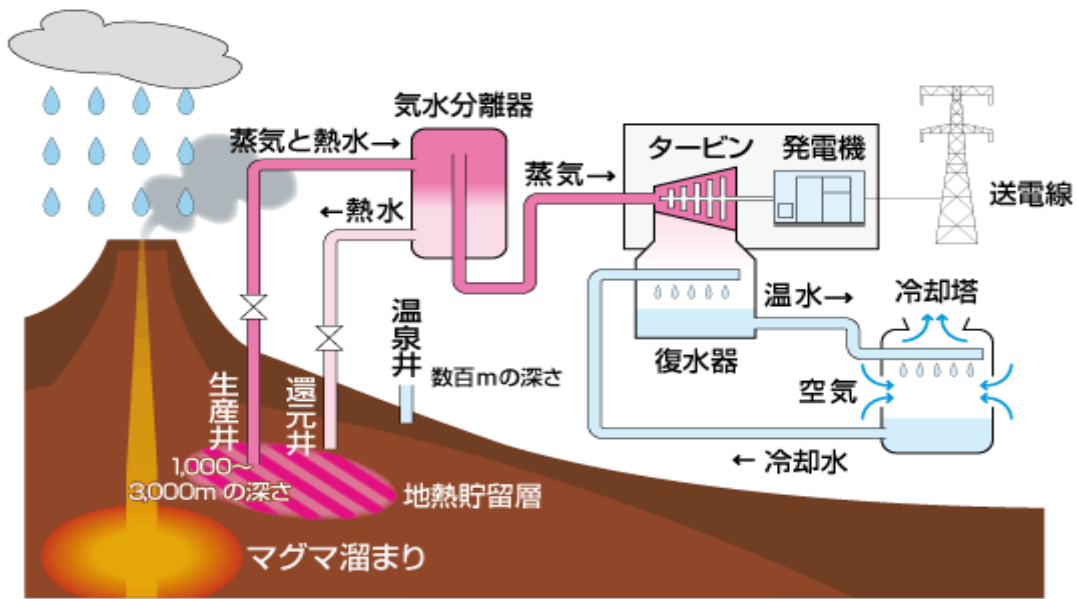 気水分離器
蒸気と熱水→
←熱水
蒸気→
タービン
発電機
送電線
温水→
冷却塔
復水器
空気
←冷却水
温泉井
数百mの深さ
生産井
還元井
1,000～
3,000mの深さ
地熱貯留層
マグマ溜まり